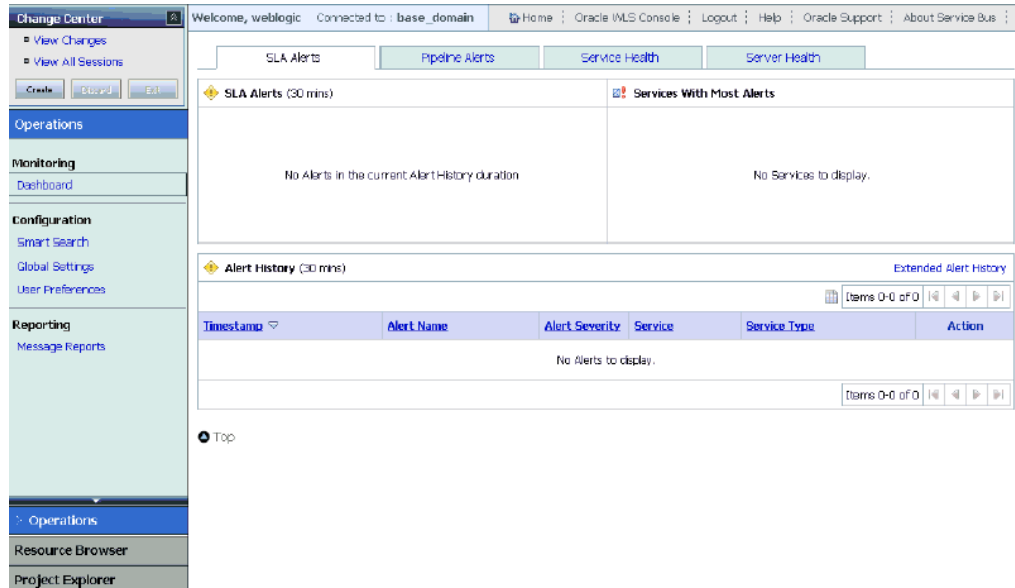 Change Center
Welcome, weblogic Connected to : base_domain Home Oracle WLS Console Logout Help Oracle Support About Service Bus
View Changes
View All Sessions
Create Discard Exit
SLA Alerts Pipeline Alerts Service Health Server Health
SLA Alerts (30 mins) Services With Most Alerts
Operations
Monitoring
Dashboard
No Alerts in the current Alert History duration No Services to display.
Configuration
Smart Search
Global Settings
User Preferences
Alert History (30 mins) Extended Alert History
Items 0-0 of 0
Reporting
Message Reports
Timestamp Alert Name Alert Severity Service Service Type Action
No Alerts to display.
Items 0-0 of 0
Top
Operations
Resource Browser
Project Explorer